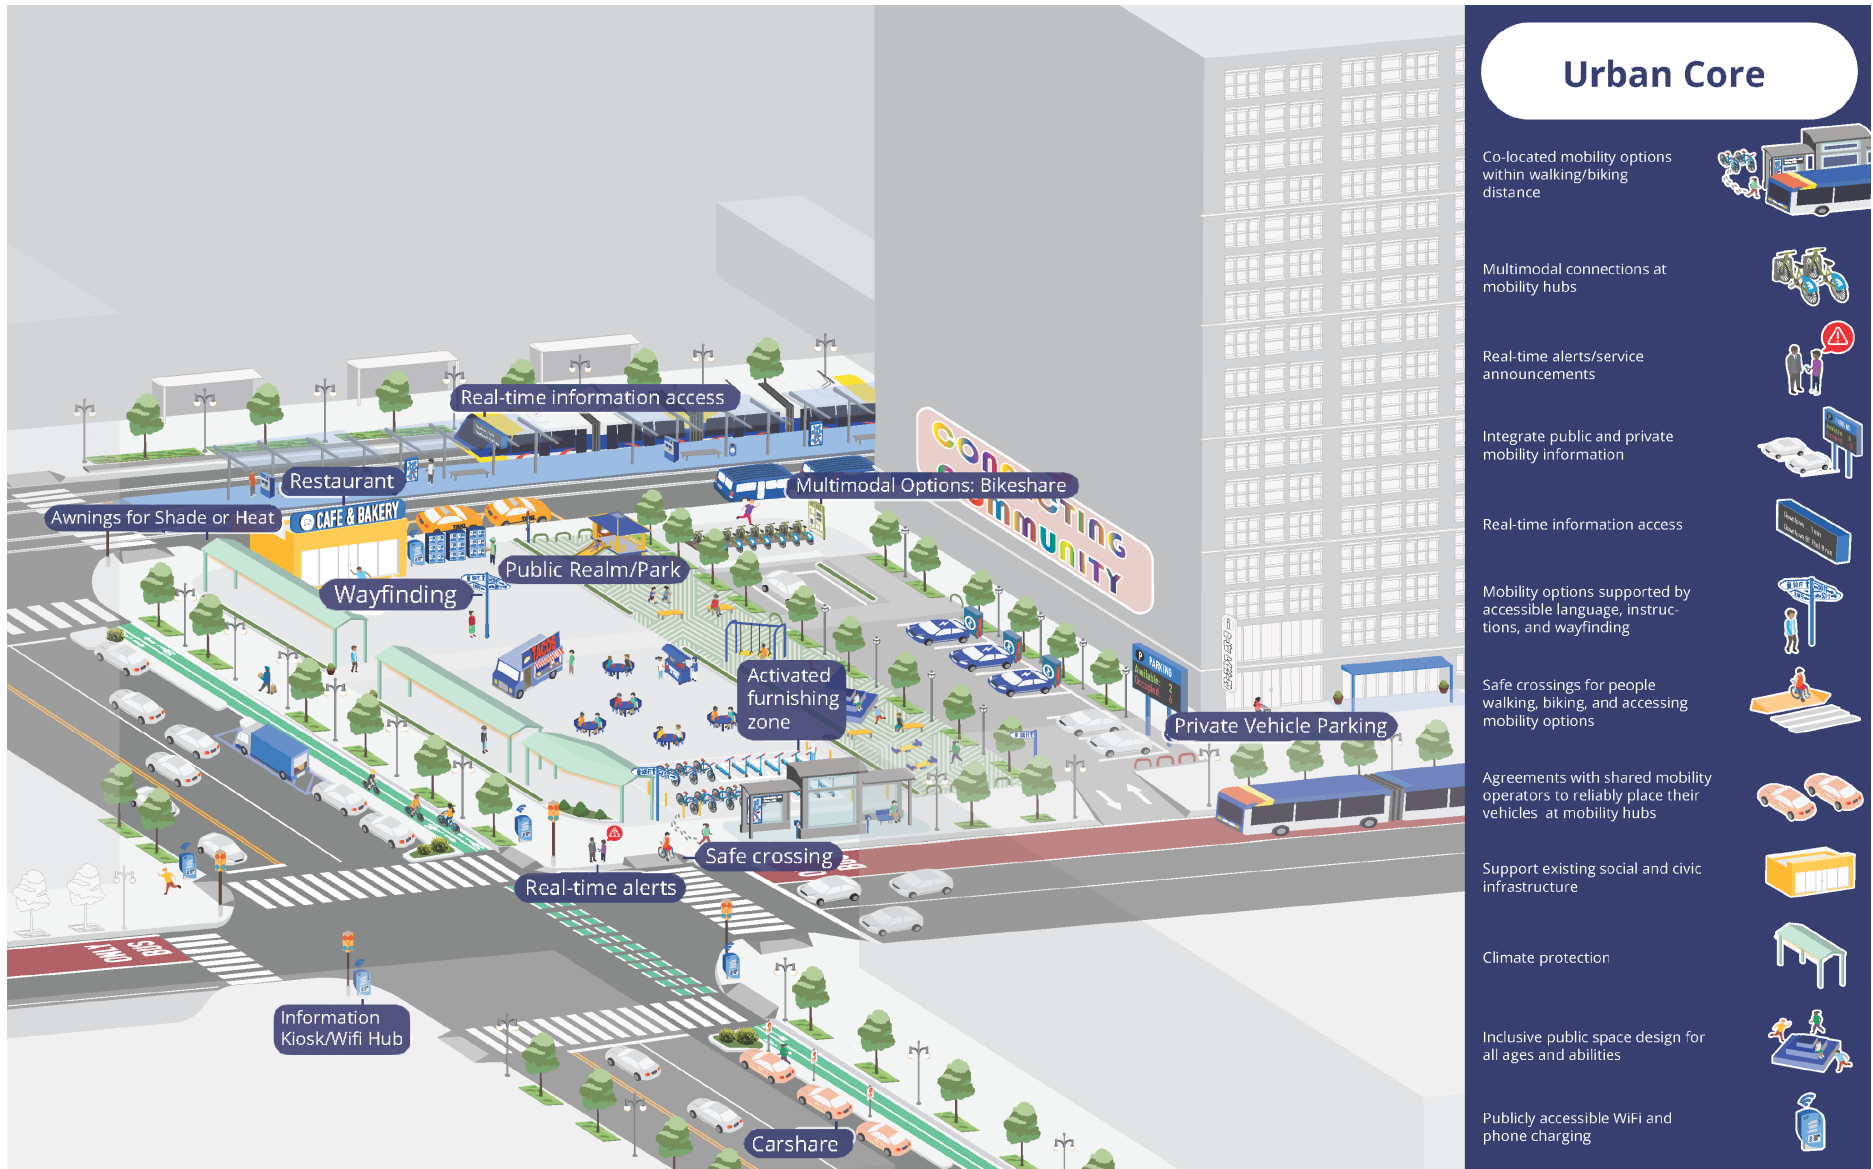 Urban Core
Co-located mobility options
within walking/biking
distance
Multimodal connections at
mobility hubs
Real-time alerts/service
announcements
Integrate public and private
mobility information
Real-time information access
Mobility options supported by
accessible language, instruc-
tions, and wayfinding
Safe crossings for people
walking, biking, and accessing
mobility options
Agreements with shared mobility
operators to reliably place their
vehicles at mobility hubs
Support existing social and civic
infrastructure
Climate protection
Inclusive public space design for
all ages and abilities
Publicly accessible WiFi and
phone charging
Real-time information access
Restaurant
Multimodal Options: Bikeshare
Awnings for Shade or Heat
CAFE & BAKERY
CONNECTING
COMMUNITY
Public Realm/Park
Wayfinding
TACOS
Activated
furnishing
zone
P PARKING
Available: 2
Occupied: 6
Private Vehicle Parking
Safe crossing
Real-time alerts
BUS
ONLY
Information
Kiosk/Wifi Hub
Carshare